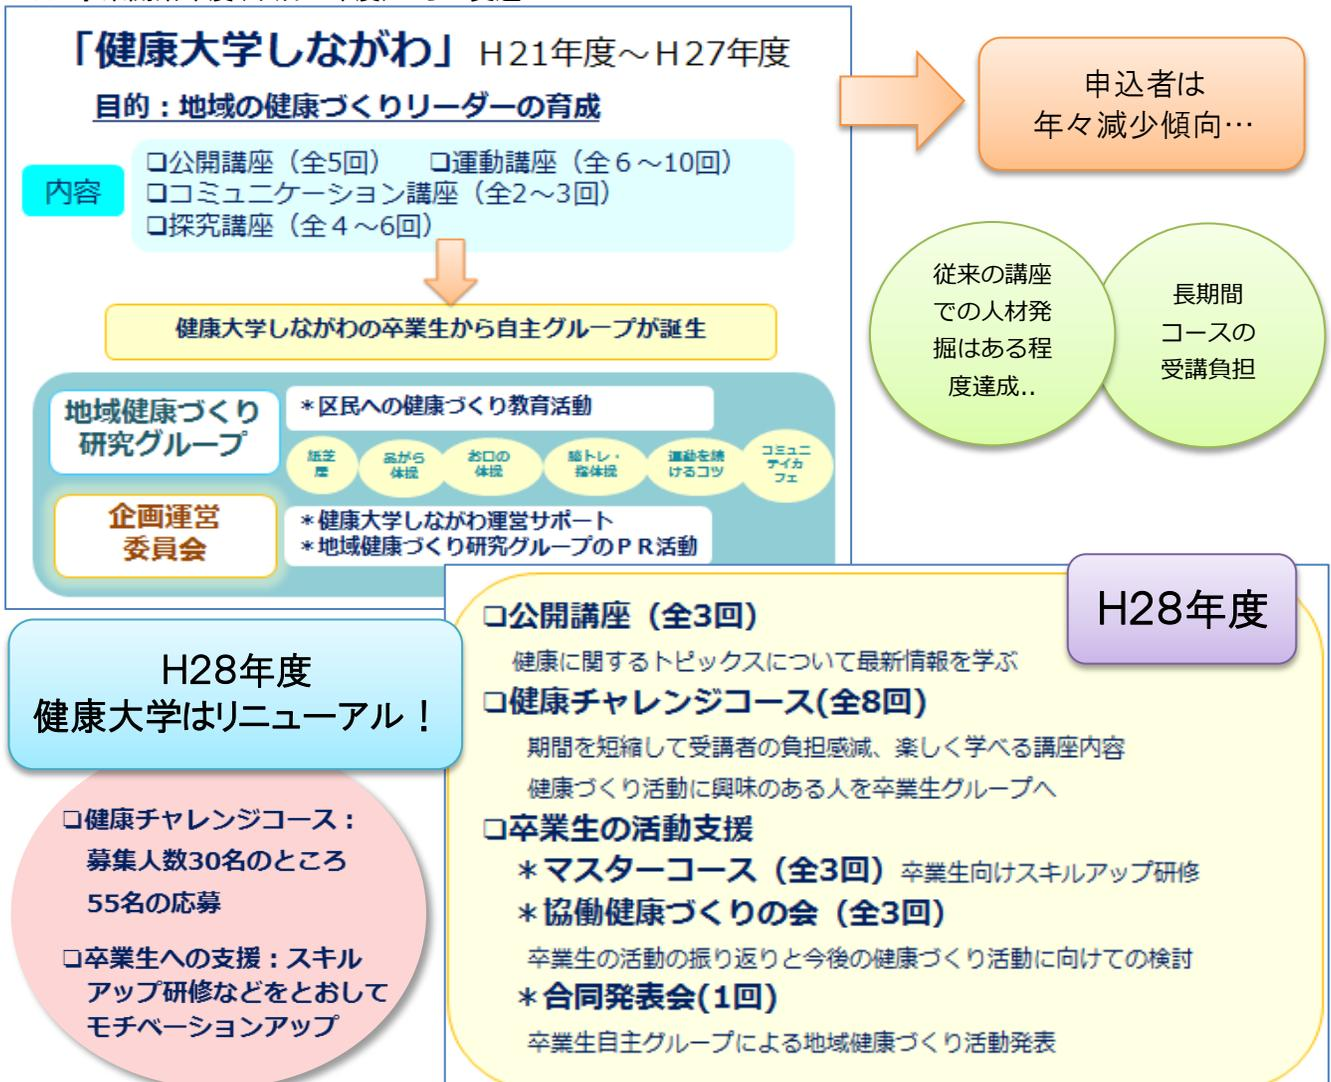 「健康大学しながわ」 H21年度～H27年度
目的：地域の健康づくりリーダーの育成
内容
❏公開講座（全5回） ❏運動講座（全６～10回）
❏コミュニケーション講座（全2～3回）
❏探究講座（全４～6回）
健康大学しながわの卒業生から自主グループが誕生
地域健康づくり
研究グループ
＊区民への健康づくり教育活動
紙芝
居
品がら
体操
お口の
体操
脳トレ・
指体操
運動を続
けるコツ
コミュニ
テイカ
フェ
企画運営
委員会
＊健康大学しながわ運営サポート
＊地域健康づくり研究グループのＰＲ活動
申込者は
年々減少傾向…
従来の講座
での人材発
掘はある程
度達成..
長期間
コースの
受講負担
H28年度
健康大学はリニューアル！
❏健康チャレンジコース：
募集人数30名のところ
55名の応募
❏卒業生への支援：スキル
アップ研修などをとおして
モチベーションアップ
H28年度
❏公開講座（全3回）
健康に関するトピックスについて最新情報を学ぶ
❏健康チャレンジコース(全8回)
期間を短縮して受講者の負担感減、楽しく学べる講座内容
健康づくり活動に興味のある人を卒業生グループへ
❏卒業生の活動支援
＊マスターコース（全3回）卒業生向けスキルアップ研修
＊協働健康づくりの会（全3回）
卒業生の活動の振り返りと今後の健康づくり活動に向けての検討
＊合同発表会(1回)
卒業生自主グループによる地域健康づくり活動発表